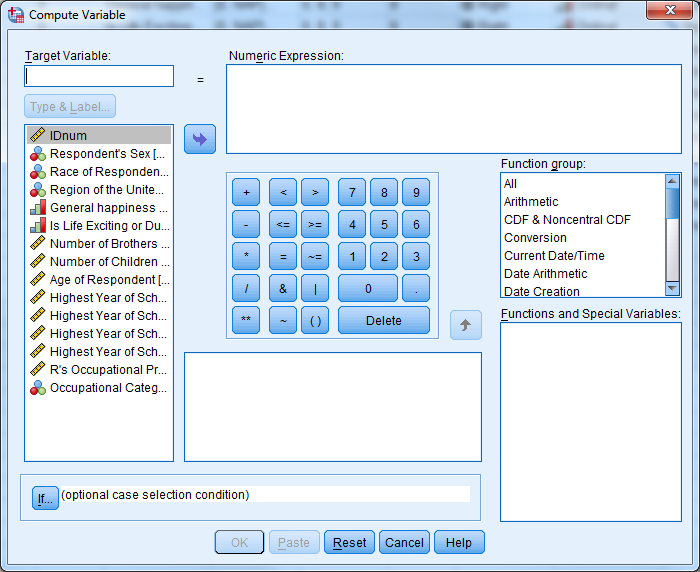 Compute Variable
Target Variable:
=
Numeric Expression:
Type & Label...
IDnum
Respondent's Sex [...
Race of Responden...
Region of the Unite...
General happiness ...
Is Life Exciting or Du...
Number of Brothers ...
Number of Children ...
Age of Respondent [...
Highest Year of Sch...
Highest Year of Sch...
Highest Year of Sch...
Highest Year of Sch...
R's Occupational Pr...
Occupational Categ...
+ < > 7 8 9
- <= >= 4 5 6
* = ~= 1 2 3
/ & | 0 .
** ~ ( ) Delete
Function group:
All
Arithmetic
CDF & Noncentral CDF
Conversion
Current Date/Time
Date Arithmetic
Date Creation
Functions and Special Variables:
If... (optional case selection condition)
OK Paste Reset Cancel Help